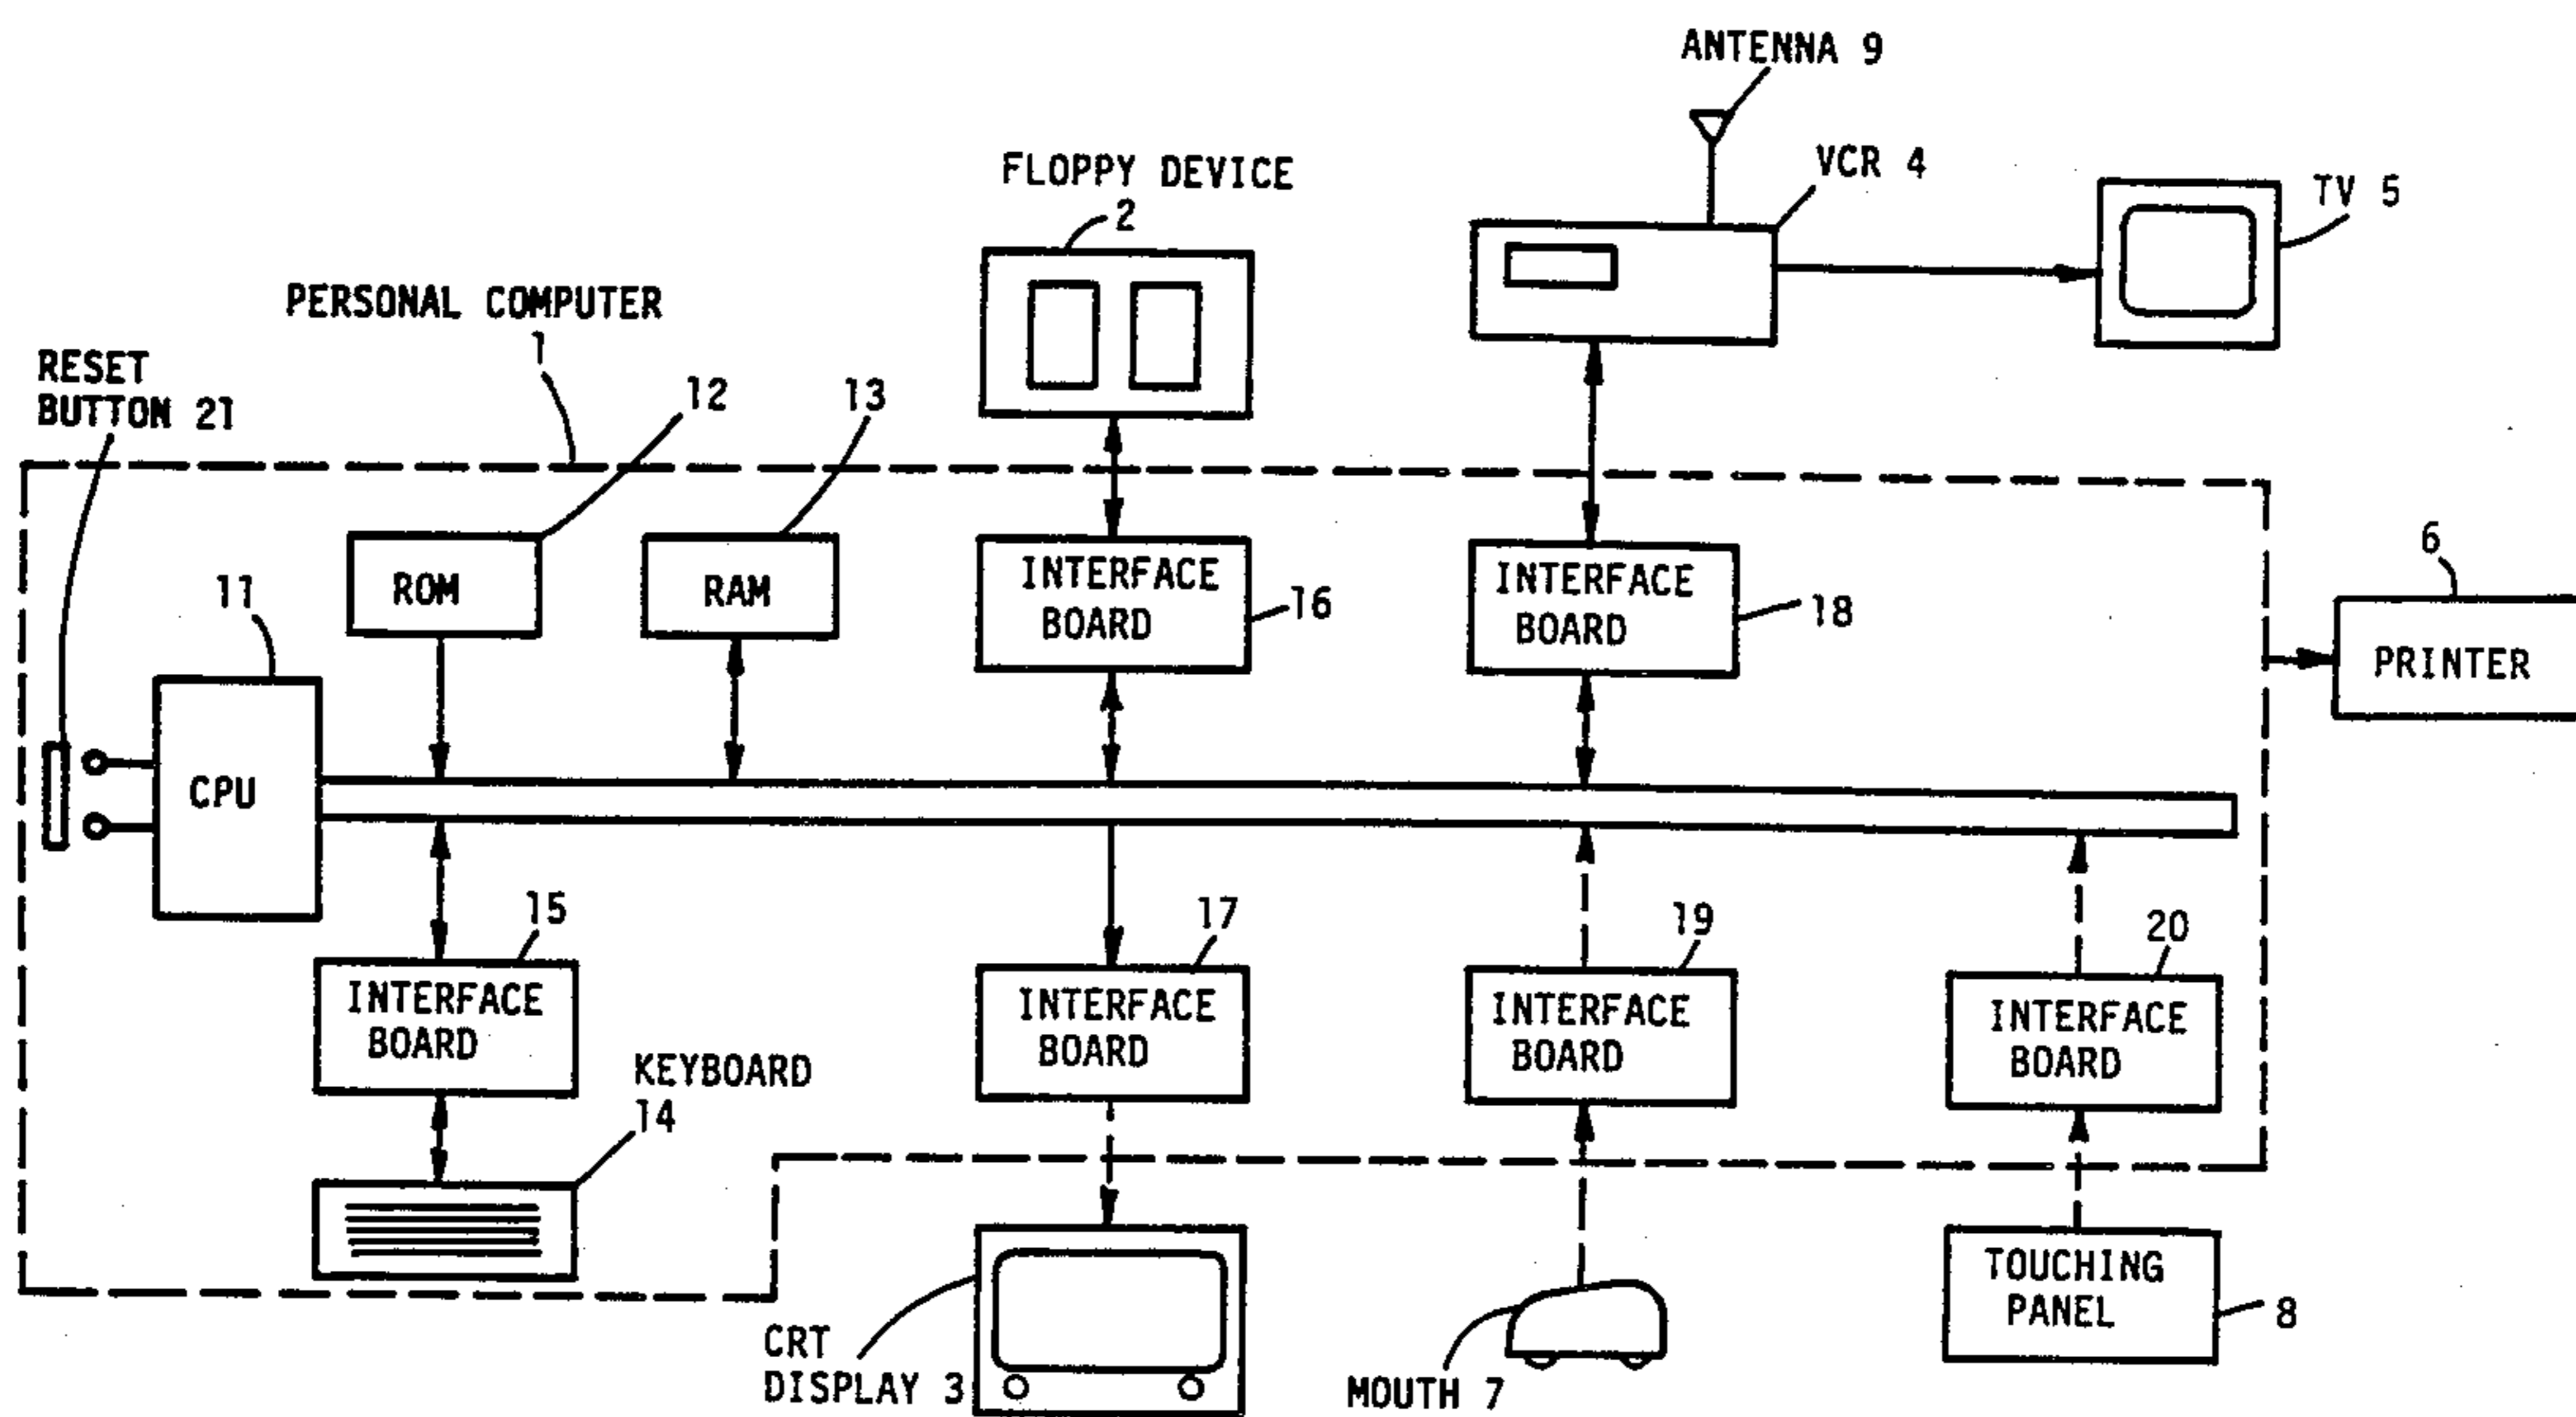 ANTENNA 9
VCR 4
TV 5
FLOPPY DEVICE
2
PERSONAL COMPUTER
1
RESET
BUTTON 21
12
13
ROM
RAM
INTERFACE
BOARD
16
INTERFACE
BOARD
18
6
PRINTER
11
CPU
15
INTERFACE
BOARD
KEYBOARD
14
17
INTERFACE
BOARD
19
INTERFACE
BOARD
20
INTERFACE
BOARD
CRT
DISPLAY 3
MOUTH 7
TOUCHING
PANEL
8